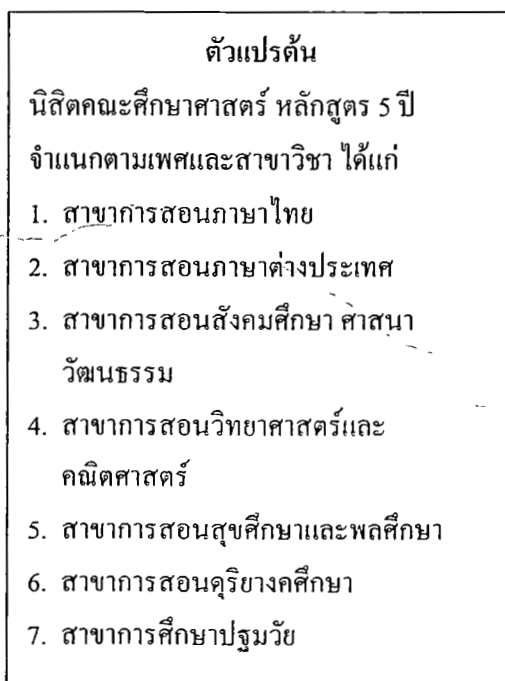 ตัวแปรต้น
นิสิตคณะศึกษาศาสตร์ หลักสูตร 5 ปี
จำแนกตามเพศและสาขาวิชา ได้แก่
1. สาขาการสอนภาษาไทย
2. สาขาการสอนภาษาต่างประเทศ
3. สาขาการสอนสังคมศึกษา ศาสนา
วัฒนธรรม
4. สาขาการสอนวิทยาศาสตร์และ
คณิตศาสตร์
5. สาขาการสอนสุขศึกษาและพลศึกษา
6. สาขาการสอนดุริยางคศึกษา
7. สาขาการศึกษาปฐมวัย